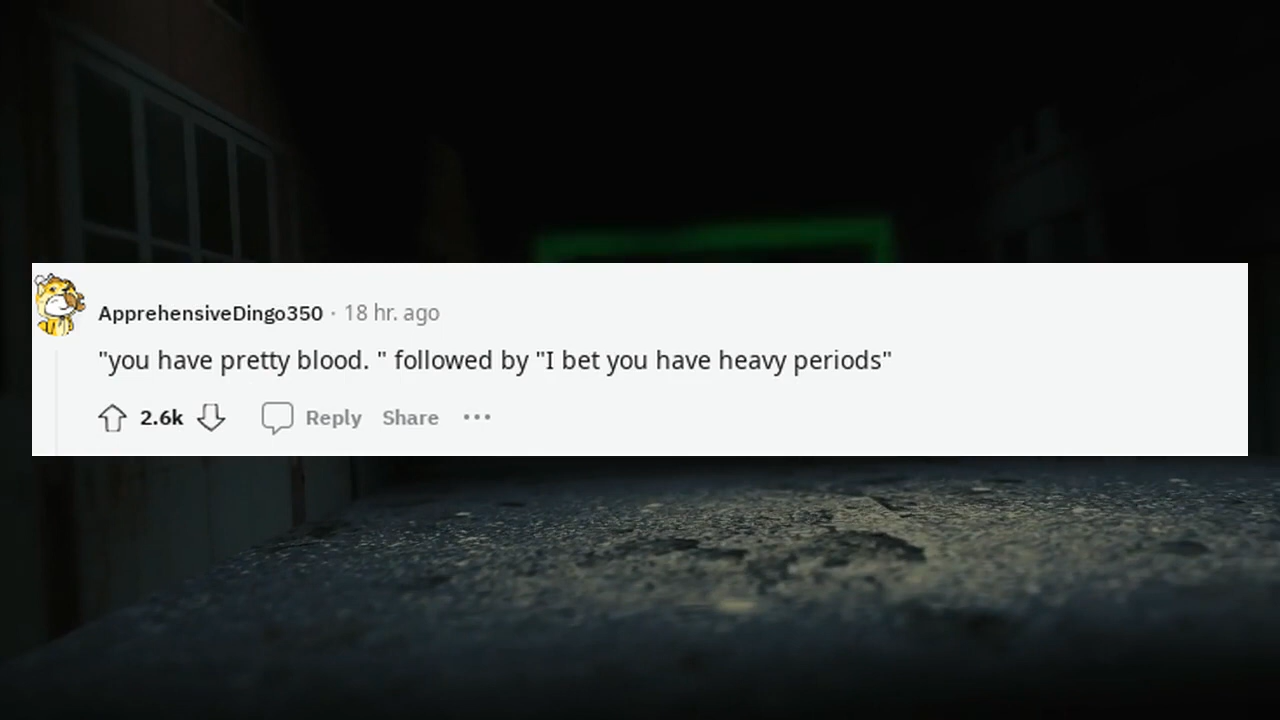 ApprehensiveDingo350 · 18 hr. ago
"you have pretty blood. " followed by "I bet you have heavy periods"
2.6k Reply Share •••